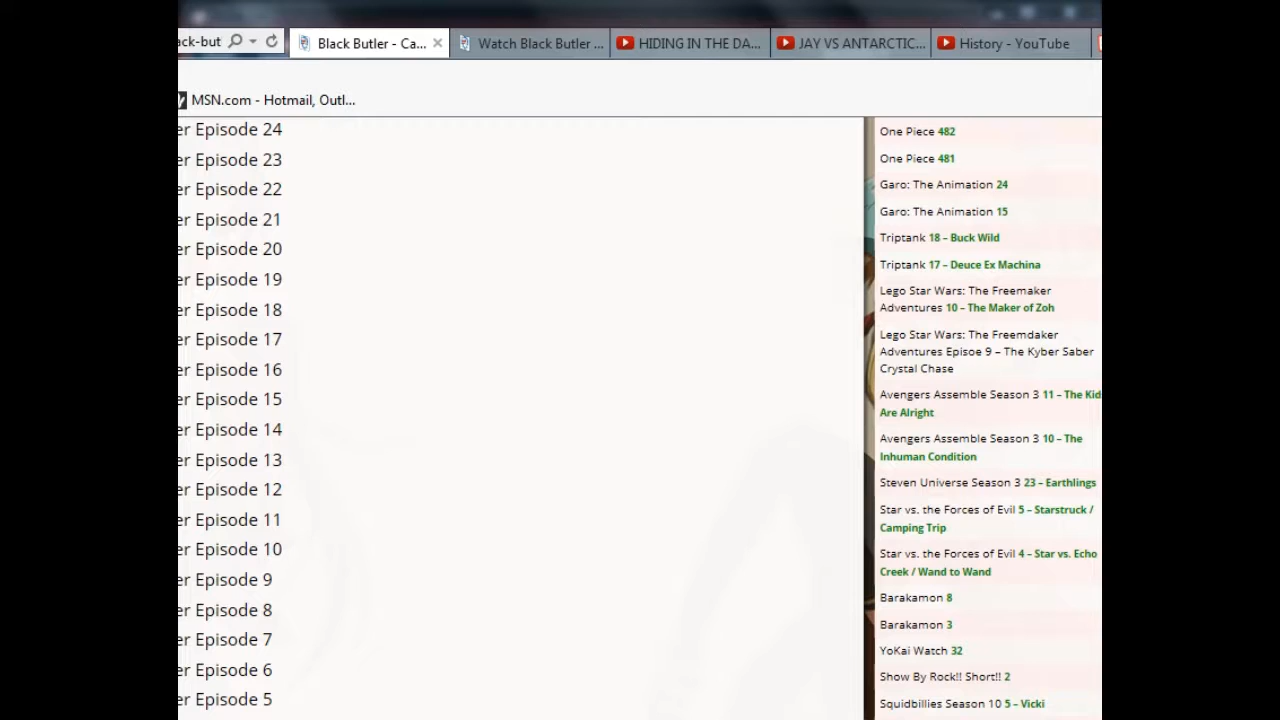 ack-but
Black Butler - Ca...
Watch Black Butler ...
HIDING IN THE DA...
JAY VS ANTARCTIC...
History - YouTube
MSN.com - Hotmail, Outl...
er Episode 24
er Episode 23
er Episode 22
er Episode 21
er Episode 20
er Episode 19
er Episode 18
er Episode 17
er Episode 16
er Episode 15
er Episode 14
er Episode 13
er Episode 12
er Episode 11
er Episode 10
er Episode 9
er Episode 8
er Episode 7
er Episode 6
er Episode 5
One Piece 482
One Piece 481
Garo: The Animation 24
Garo: The Animation 15
Triptank 18 – Buck Wild
Triptank 17 – Deuce Ex Machina
Lego Star Wars: The Freemaker
Adventures 10 – The Maker of Zoh
Lego Star Wars: The Freemdaker
Adventures Episoe 9 – The Kyber Saber
Crystal Chase
Avengers Assemble Season 3 11 – The Kid
Are Alright
Avengers Assemble Season 3 10 – The
Inhuman Condition
Steven Universe Season 3 23 – Earthlings
Star vs. the Forces of Evil 5 – Starstruck /
Camping Trip
Star vs. the Forces of Evil 4 – Star vs. Echo
Creek / Wand to Wand
Barakamon 8
Barakamon 3
YoKai Watch 32
Show By Rock!! Short!! 2
Squidbillies Season 10 5 – Vicki